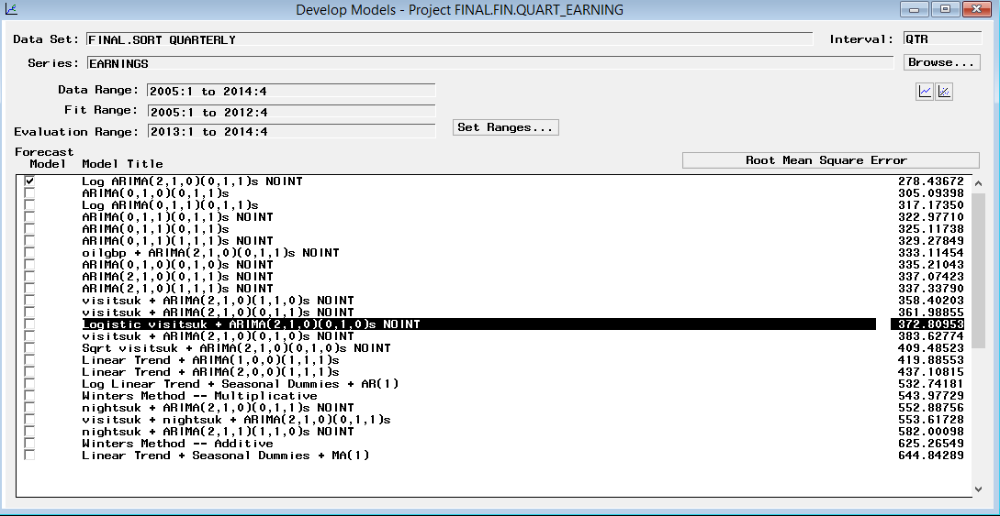 Develop Models - Project FINAL.FIN.QUART_EARNING
Data Set: FINAL.SORT_QUARTERLY Interval: QTR
Series: EARNINGS Browse...
Data Range: 2005:1 to 2014:4
Fit Range: 2005:1 to 2012:4
Evaluation Range: 2013:1 to 2014:4 Set Ranges...
Forecast
Model Model Title Root Mean Square Error
Log ARIMA(2,1,0)(0,1,1)s NOINT 278.43672
ARIMA(0,1,0)(0,1,1)s 305.09398
Log ARIMA(0,1,1)(0,1,1)s 317.17350
ARIMA(0,1,1)(0,1,1)s NOINT 322.97710
ARIMA(0,1,1)(0,1,1)s 325.11738
ARIMA(0,1,1)(1,1,1)s NOINT 329.27849
oilgbp + ARIMA(2,1,0)(0,1,1)s NOINT 333.11454
ARIMA(0,1,0)(0,1,1)s NOINT 335.21043
ARIMA(2,1,0)(0,1,1)s NOINT 337.07423
ARIMA(2,1,0)(1,1,1)s NOINT 337.33790
visitsuk + ARIMA(2,1,0)(1,1,0)s NOINT 358.40203
visitsuk + ARIMA(2,1,0)(0,1,1)s NOINT 361.98855
Logistic visitsuk + ARIMA(2,1,0)(0,1,0)s NOINT 372.80953
visitsuk + ARIMA(2,1,0)(0,1,0)s NOINT 383.62774
Sqrt visitsuk + ARIMA(2,1,0)(0,1,0)s NOINT 409.48523
Linear Trend + ARIMA(1,0,0)(1,1,1)s 419.88553
Linear Trend + ARIMA(2,0,0)(1,1,1)s 437.10815
Log Linear Trend + Seasonal Dummies + AR(1) 532.74181
Winters Method -- Multiplicative 543.97729
nightsuk + ARIMA(2,1,0)(0,1,1)s NOINT 552.88756
visitsuk + nightsuk + ARIMA(2,1,0)(0,1,1)s 553.61728
nightsuk + ARIMA(2,1,1)(1,1,0)s NOINT 582.00098
Winters Method -- Additive 625.26549
Linear Trend + Seasonal Dummies + MA(1) 644.84289